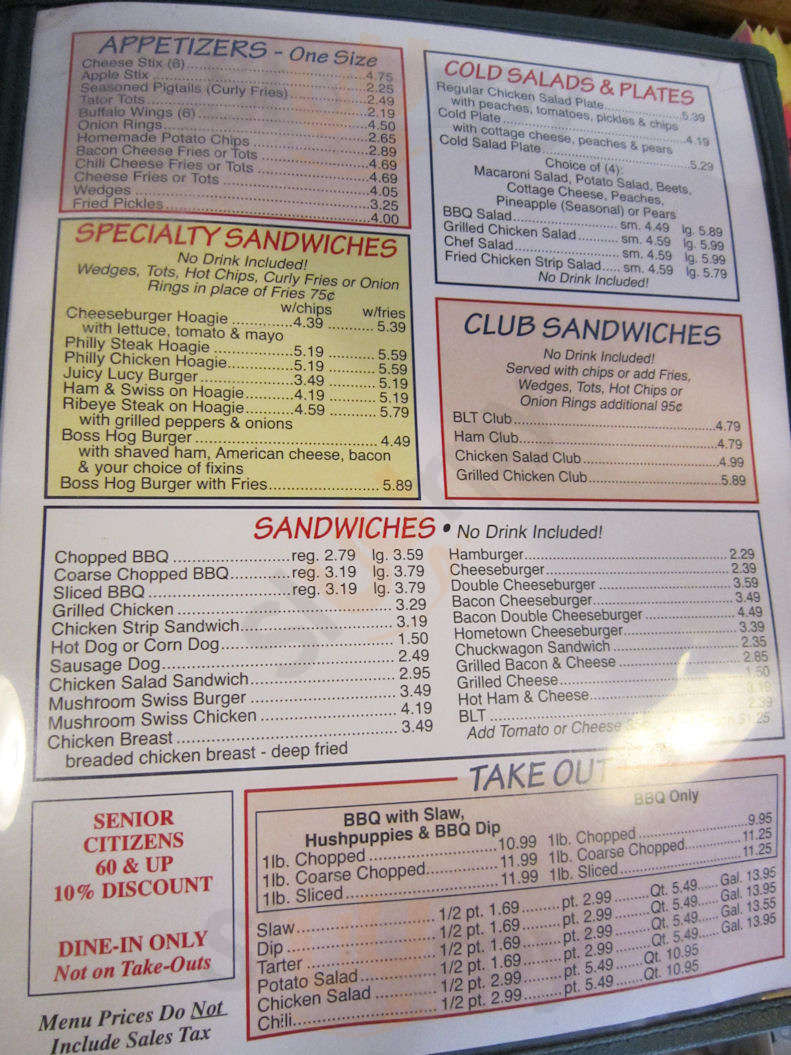 APPETIZERS - One Size
Cheese Stix (6)..........4.75
Apple Stix..........2.25
Seasoned Pigtails (Curly Fries)..........2.49
Tator Tots..........2.19
Buffalo Wings (6)..........4.50
Onion Rings..........2.65
Homemade Potato Chips..........2.89
Bacon Cheese Fries or Tots..........4.69
Chili Cheese Fries or Tots..........4.69
Cheese Fries or Tots..........4.05
Wedges..........3.25
Fried Pickles..........4.00
SPECIALTY SANDWICHES
No Drink Included!
Wedges, Tots, Hot Chips, Curly Fries or Onion
Rings in place of Fries 75¢
w/chips w/fries
Cheeseburger Hoagie..........4.39..........5.39
with lettuce, tomato & mayo
Philly Steak Hoagie..........5.19..........5.59
Philly Chicken Hoagie..........5.19..........5.59
Juicy Lucy Burger..........3.49..........5.19
Ham & Swiss on Hoagie..........4.19..........5.19
Ribeye Steak on Hoagie..........4.59..........5.79
with grilled peppers & onions
Boss Hog Burger..........4.49
with shaved ham, American cheese, bacon
& your choice of fixins
Boss Hog Burger with Fries..........5.89
COLD SALADS & PLATES
Regular Chicken Salad Plate..........5.39
with peaches, tomatoes, pickles & chips
Cold Plate..........4.19
with cottage cheese, peaches & pears
Cold Salad Plate..........5.29
Choice of (4):
Macaroni Salad, Potato Salad, Beets,
Cottage Cheese, Peaches,
Pineapple (Seasonal) or Pears
BBQ Salad.......... sm. 4.49 lg. 5.89
Grilled Chicken Salad.......... sm. 4.59 lg. 5.99
Chef Salad.......... sm. 4.59 lg. 5.99
Fried Chicken Strip Salad..... sm. 4.59 lg. 5.79
No Drink Included!
CLUB SANDWICHES
No Drink Included!
Served with chips or add Fries,
Wedges, Tots, Hot Chips or
Onion Rings additional 95¢
BLT Club..........4.79
Ham Club..........4.79
Chicken Salad Club..........4.99
Grilled Chicken Club..........5.89
SANDWICHES • No Drink Included!
Chopped BBQ..........reg. 2.79 lg. 3.59
Coarse Chopped BBQ..........reg. 3.19 lg. 3.79
Sliced BBQ..........reg. 3.19 lg. 3.79
Grilled Chicken..........3.29
Chicken Strip Sandwich..........3.19
Hot Dog or Corn Dog..........1.50
Sausage Dog..........2.49
Chicken Salad Sandwich..........2.95
Mushroom Swiss Burger..........3.49
Mushroom Swiss Chicken..........4.19
Chicken Breast..........3.49
breaded chicken breast - deep fried
Hamburger..........2.29
Cheeseburger..........2.39
Double Cheeseburger..........3.59
Bacon Cheeseburger..........3.49
Bacon Double Cheeseburger..........4.49
Hometown Cheeseburger..........3.39
Chuckwagon Sandwich..........2.35
Grilled Bacon & Cheese..........2.85
Grilled Cheese..........1.50
Hot Ham & Cheese..........
BLT..........2.39
Add Tomato or Cheese
TAKE OUT
BBQ with Slaw,
Hushpuppies & BBQ Dip
1lb. Chopped..........10.99
1lb. Coarse Chopped..........11.99
1lb. Sliced..........11.99
BBQ Only
1lb. Chopped..........9.95
1lb. Coarse Chopped..........11.25
1lb. Sliced..........11.25
Slaw.......... 1/2 pt. 1.69......... pt. 2.99 ........Qt. 5.49..... Gal. 13.95
Dip.......... 1/2 pt. 1.69......... pt. 2.99 ........Qt. 5.49..... Gal. 13.95
Tarter.......... 1/2 pt. 1.69......... pt. 2.99 ........Qt. 5.49..... Gal. 13.55
Potato Salad.......... 1/2 pt. 1.69......... pt. 2.99 ........Qt. 5.49..... Gal. 13.95
Chicken Salad.......... 1/2 pt. 2.99......... pt. 5.49 ..... Qt. 10.95
Chili.......... 1/2 pt. 2.99......... pt. 5.49 ..... Qt. 10.95
SENIOR
CITIZENS
60 & UP
10% DISCOUNT
DINE-IN ONLY
Not on Take-Outs
Menu Prices Do Not
Include Sales Tax